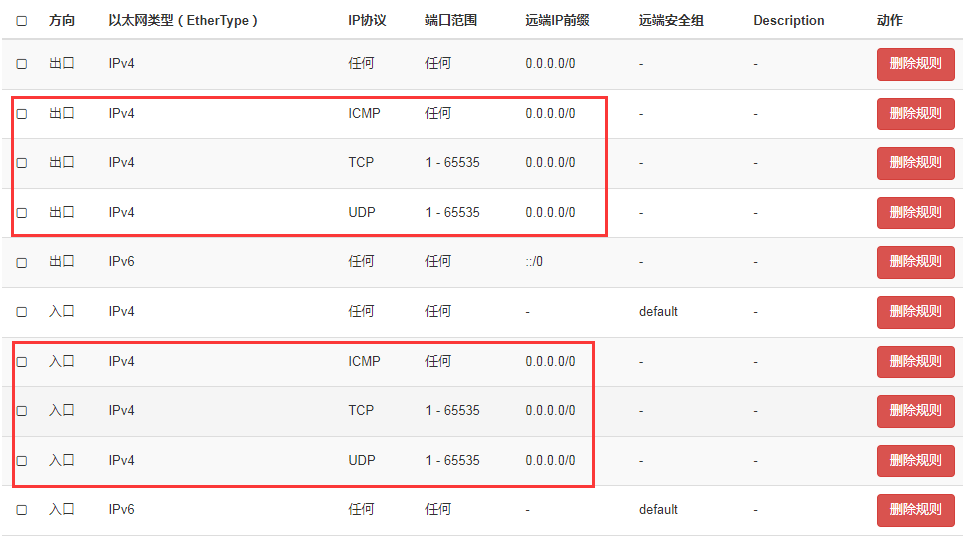 方向 以太网类型（EtherType） IP协议 端口范围 远端IP前缀 远端安全组 Description 动作
出口 IPv4 任何 任何 0.0.0.0/0 - - 删除规则
出口 IPv4 ICMP 任何 0.0.0.0/0 - - 删除规则
出口 IPv4 TCP 1 - 65535 0.0.0.0/0 - - 删除规则
出口 IPv4 UDP 1 - 65535 0.0.0.0/0 - - 删除规则
出口 IPv6 任何 任何 ::/0 - - 删除规则
入口 IPv4 任何 任何 - default - 删除规则
入口 IPv4 ICMP 任何 0.0.0.0/0 - - 删除规则
入口 IPv4 TCP 1 - 65535 0.0.0.0/0 - - 删除规则
入口 IPv4 UDP 1 - 65535 0.0.0.0/0 - - 删除规则
入口 IPv6 任何 任何 - default - 删除规则